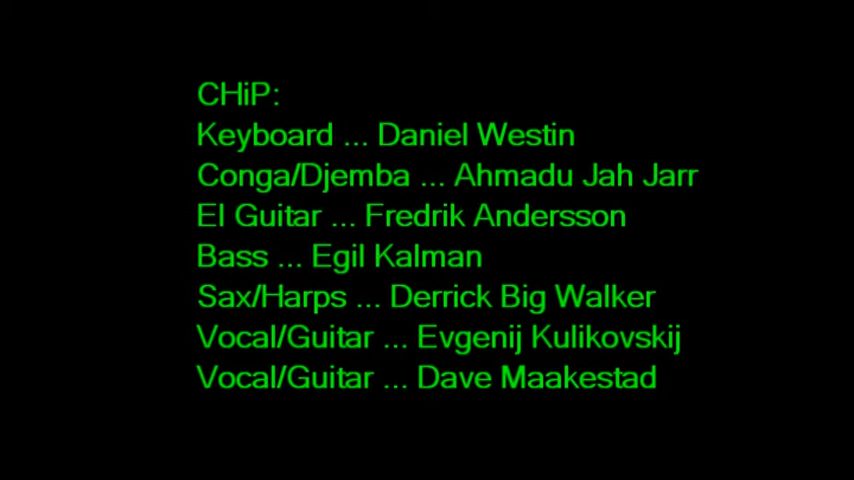 CHiP:
Keyboard ... Daniel Westin
Conga/Djemba ... Ahmadu Jah Jarr
El Guitar ... Fredrik Andersson
Bass ... Egil Kalman
Sax/Harps ... Derrick Big Walker
Vocal/Guitar ... Evgenij Kulikovskij
Vocal/Guitar ... Dave Maakestad